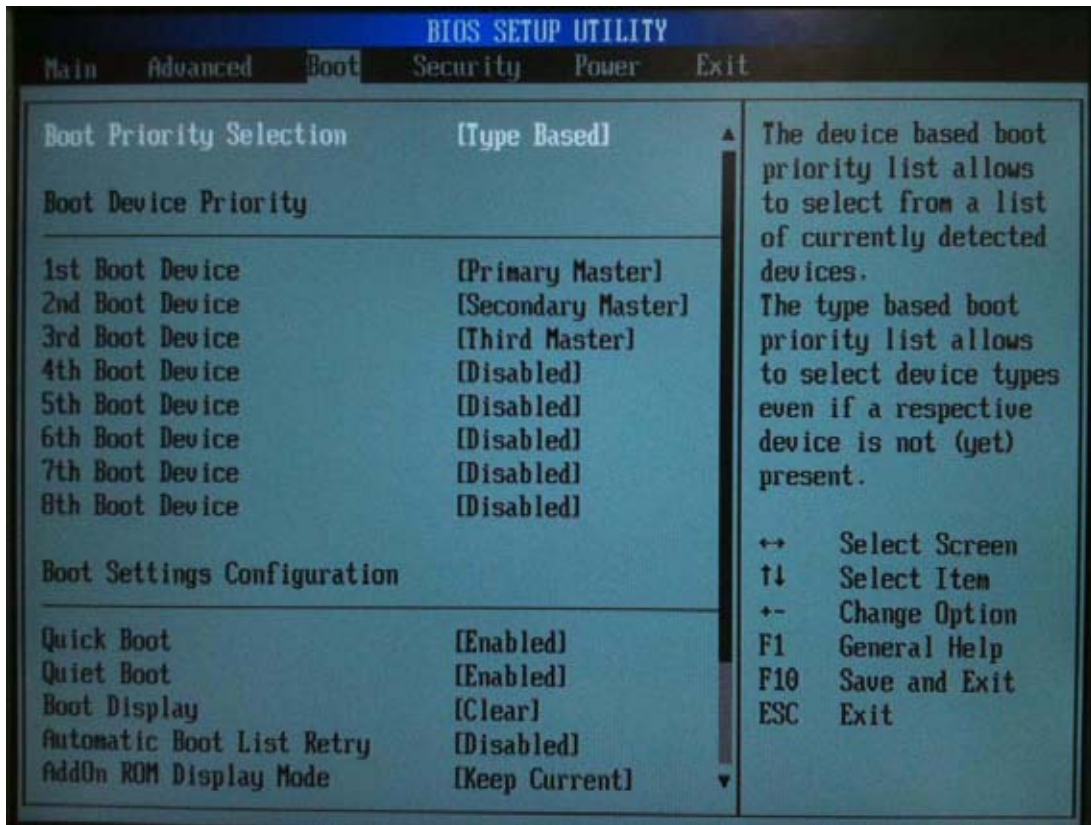 BIOS SETUP UTILITY
Main Advanced Boot Security Power Exit
Boot Priority Selection [Type Based]
Boot Device Priority
1st Boot Device [Primary Master]
2nd Boot Device [Secondary Master]
3rd Boot Device [Third Master]
4th Boot Device [Disabled]
5th Boot Device [Disabled]
6th Boot Device [Disabled]
7th Boot Device [Disabled]
8th Boot Device [Disabled]
Boot Settings Configuration
Quick Boot [Enabled]
Quiet Boot [Enabled]
Boot Display [Clear]
Automatic Boot List Retry [Disabled]
AddOn ROM Display Mode [Keep Current]
The device based boot
priority list allows
to select from a list
of currently detected
devices.
The type based boot
priority list allows
to select device types
even if a respective
device is not (yet)
present.
↔ Select Screen
↑↓ Select Item
+- Change Option
F1 General Help
F10 Save and Exit
ESC Exit